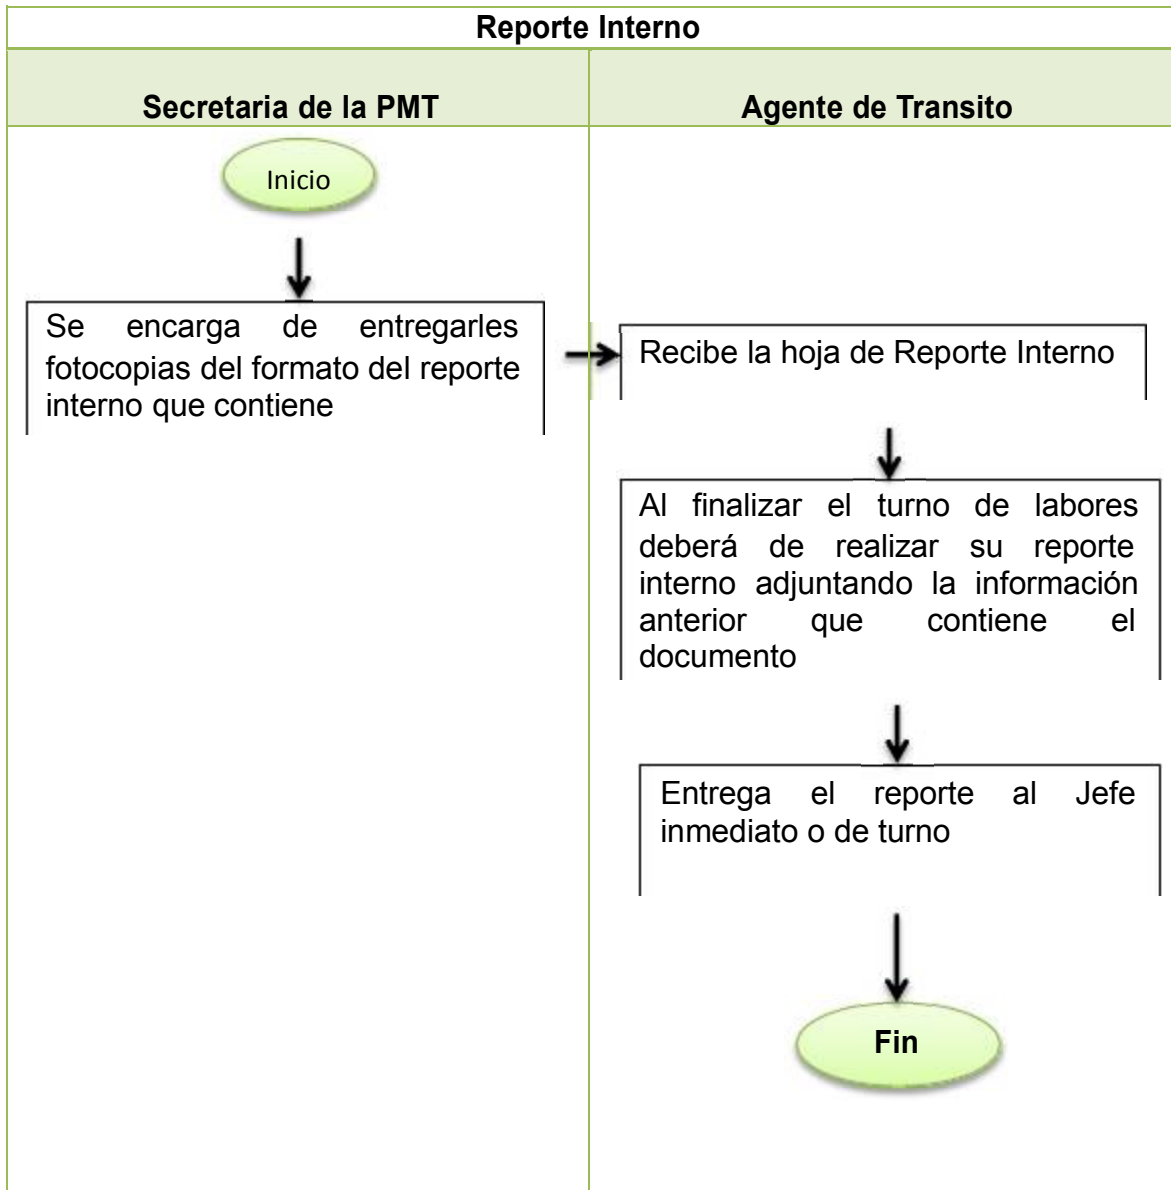 Reporte Interno
Secretaria de la PMT
Agente de Transito
Inicio
Se encarga de entregarles
fotocopias del formato del reporte
interno que contiene
Recibe la hoja de Reporte Interno
Al finalizar el turno de labores
deberá de realizar su reporte
interno adjuntando la información
anterior que contiene el
documento
Entrega el reporte al Jefe
inmediato o de turno
Fin